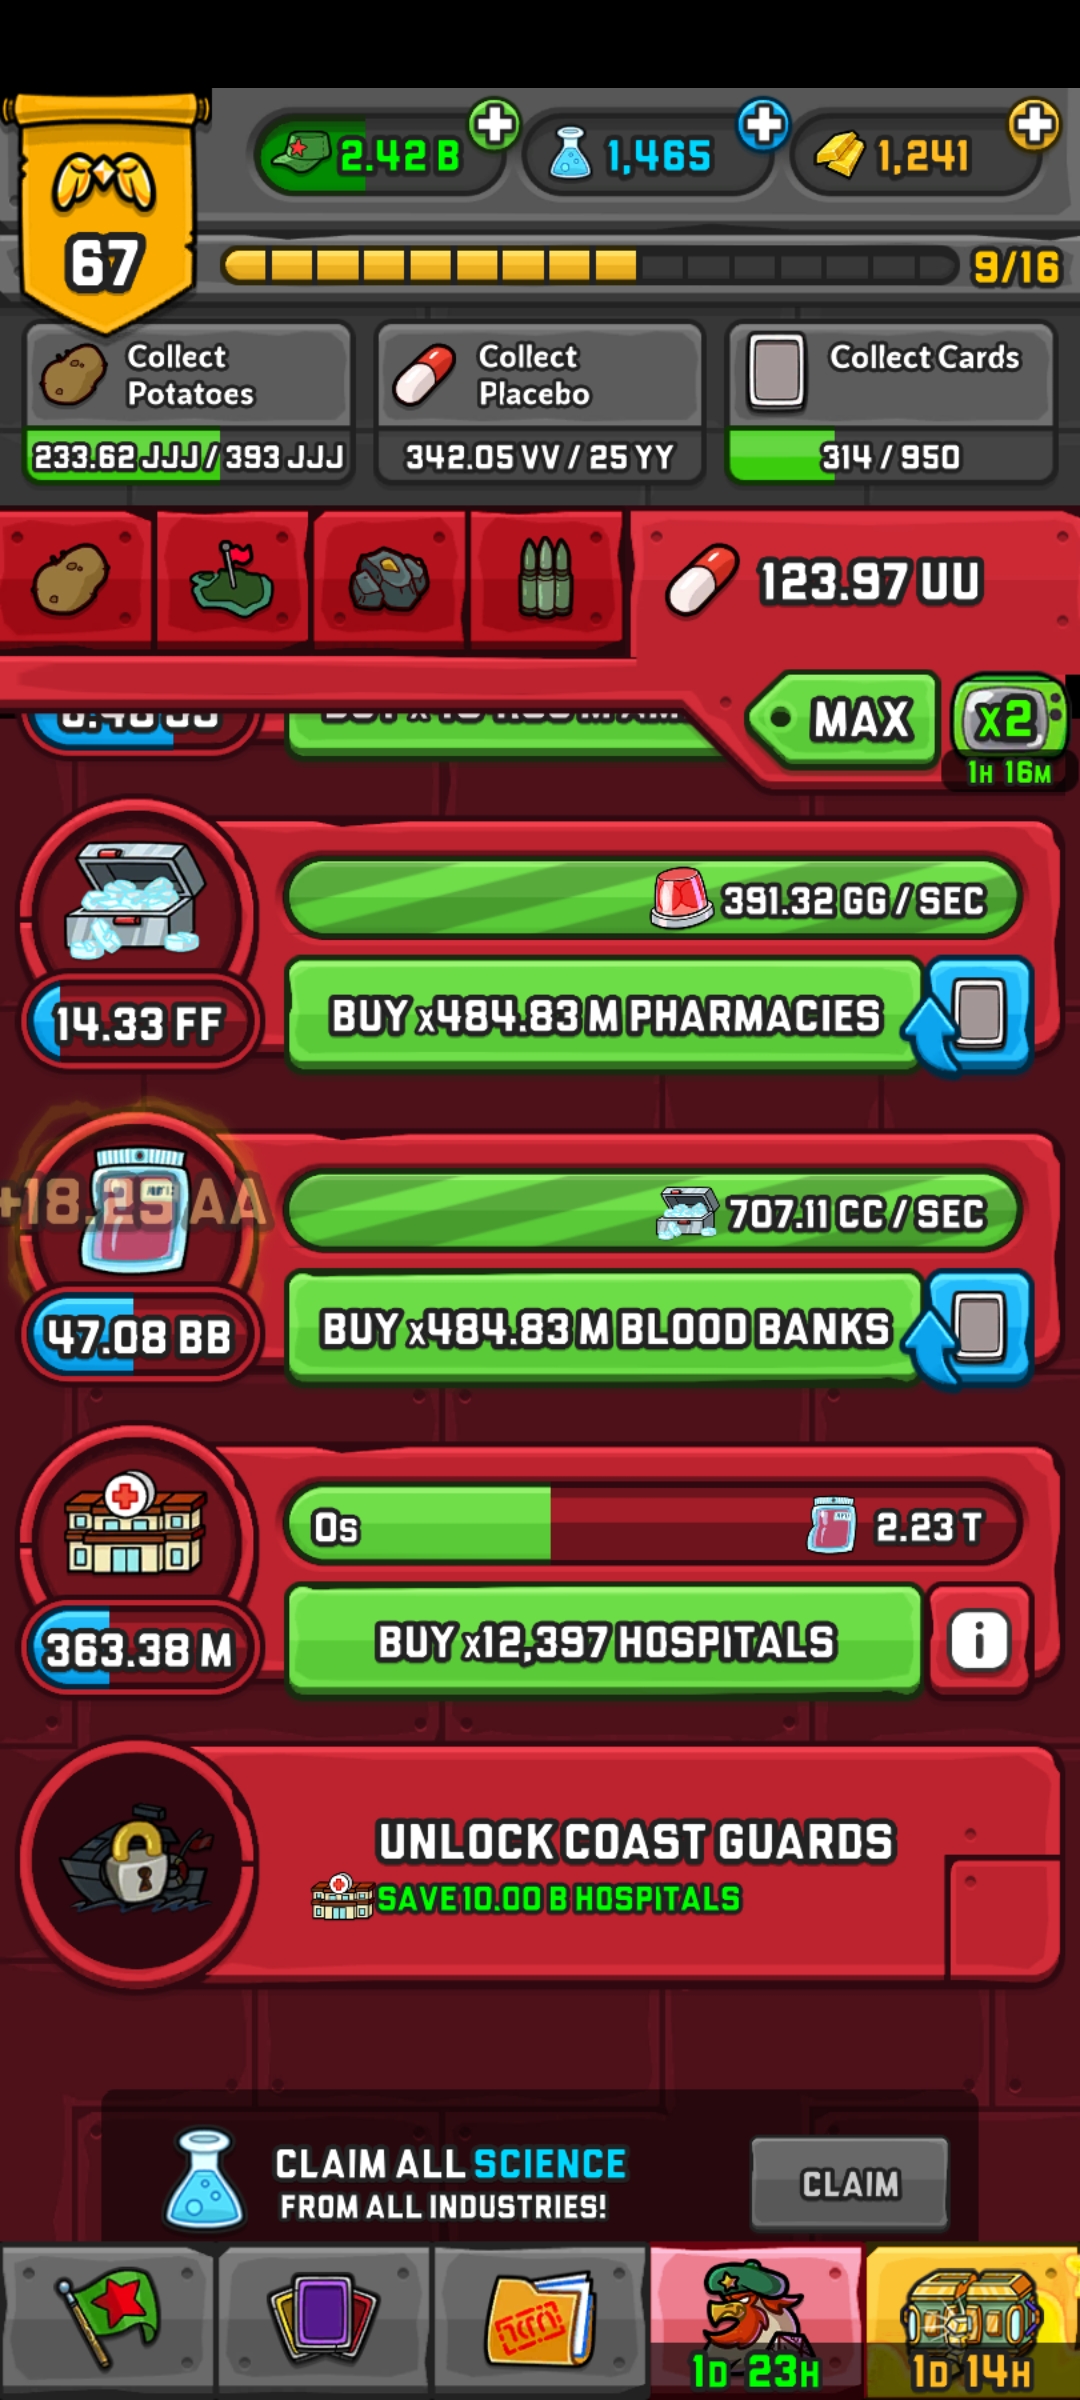 2.42 B
1,465
1,241
67
9/16
Collect
Potatoes
Collect
Placebo
Collect Cards
233.62 JJJ / 393 JJJ
342.05 VV / 25 YY
314 / 950
123.97 UU
MAX
x2
1H 16M
391.32 GG / SEC
14.33 FF
BUY x484.83 M PHARMACIES
+18.25 AA
707.11 CC / SEC
47.08 BB
BUY x484.83 M BLOOD BANKS
0s
2.23 T
363.38 M
BUY x12,397 HOSPITALS
i
UNLOCK COAST GUARDS
SAVE 10.00 B HOSPITALS
CLAIM ALL SCIENCE
FROM ALL INDUSTRIES!
CLAIM
1D 23H
1D 14H